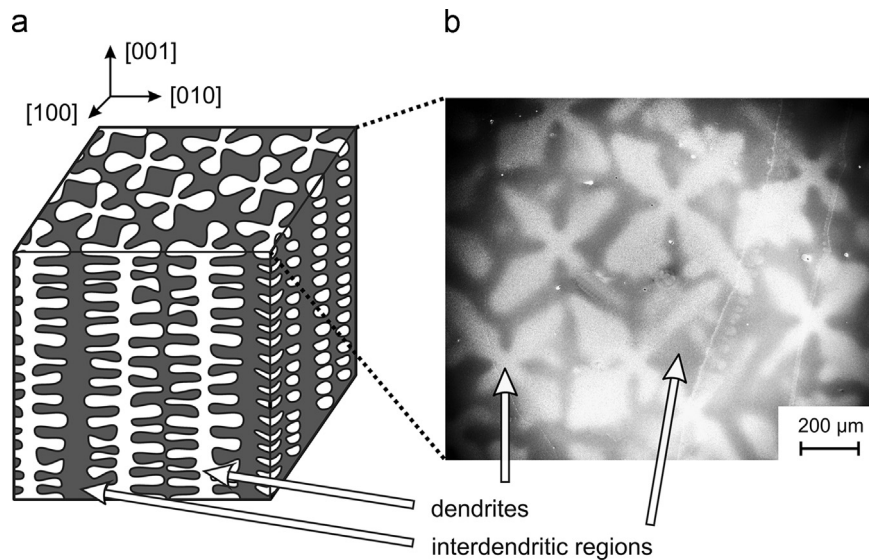 a
b
[001]
[100]
[010]
200 µm
dendrites
interdendritic regions